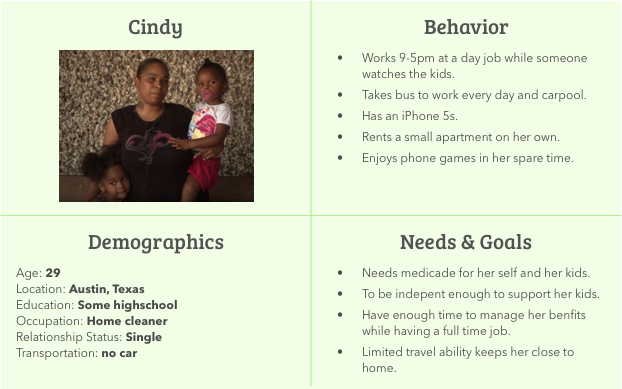 Cindy
Behavior
• Works 9-5pm at a day job while someone
watches the kids.
• Takes bus to work every day and carpool.
• Has an iPhone 5s.
• Rents a small apartment on her own.
• Enjoys phone games in her spare time.
Demographics
Age: 29
Location: Austin, Texas
Education: Some highschool
Occupation: Home cleaner
Relationship Status: Single
Transportation: no car
Needs & Goals
• Needs medicade for her self and her kids.
• To be indepent enough to support her kids.
• Have enough time to manage her benfits
while having a full time job.
• Limited travel ability keeps her close to
home.